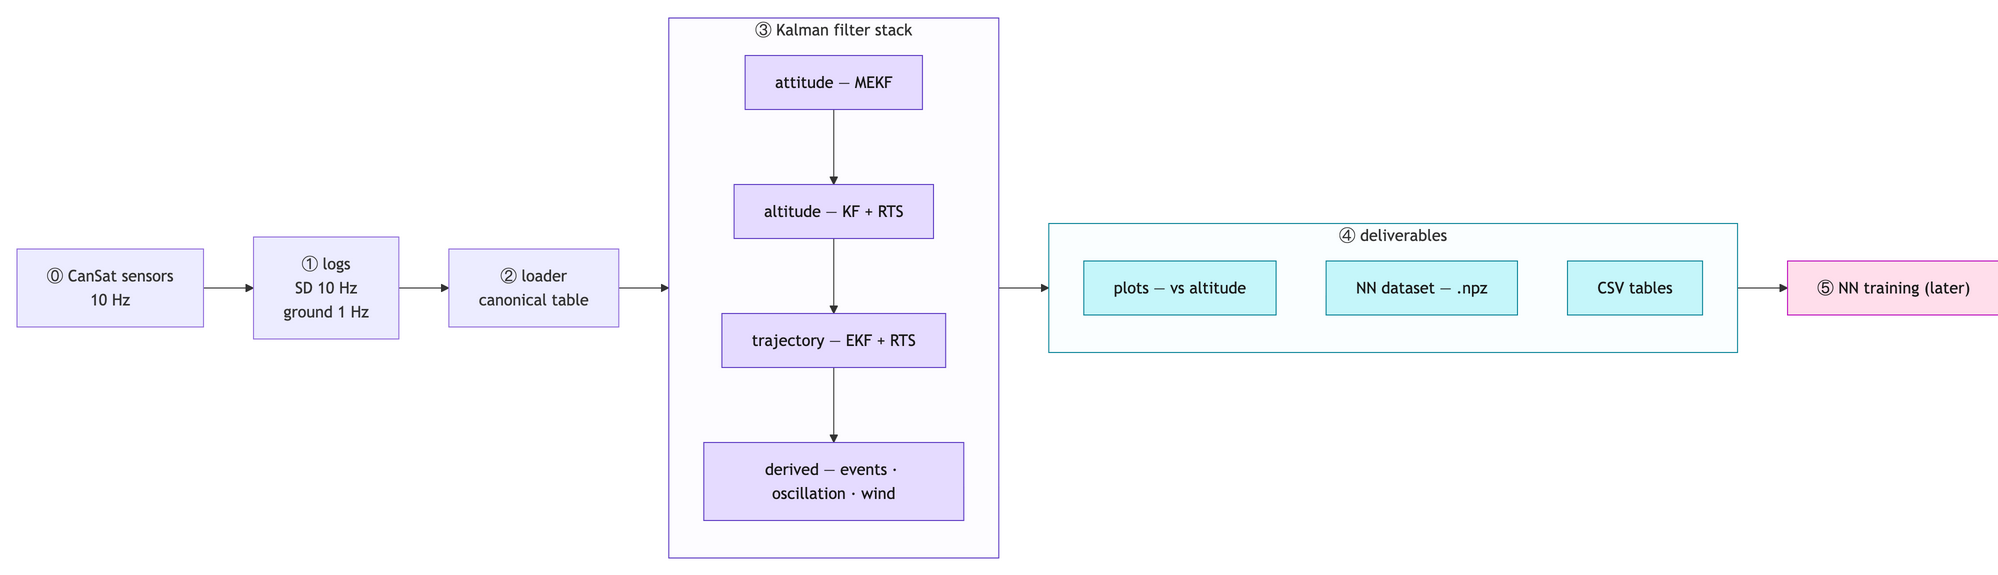 ⓪ CanSat sensors
10 Hz
① logs
SD 10 Hz
ground 1 Hz
② loader
canonical table
③ Kalman filter stack
attitude — MEKF
altitude — KF + RTS
trajectory — EKF + RTS
derived — events ·
oscillation · wind
④ deliverables
plots — vs altitude
NN dataset — .npz
CSV tables
⑤ NN training (later)